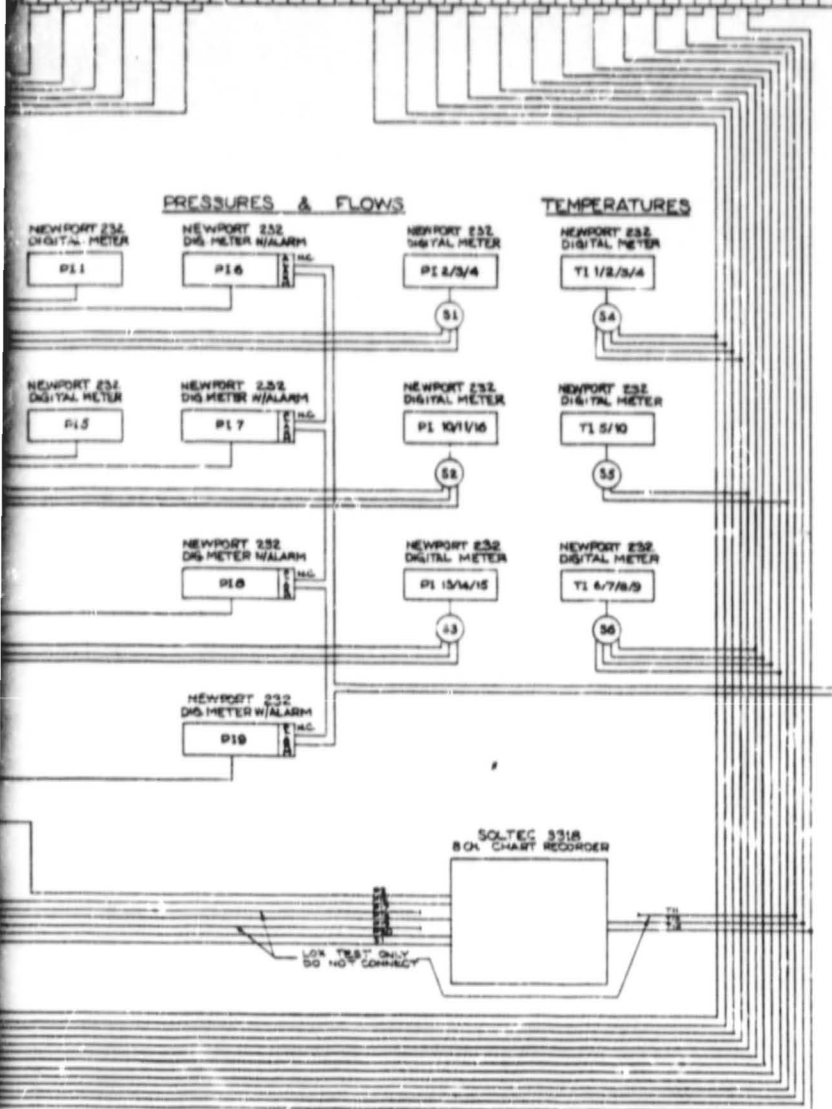 PRESSURES & FLOWS
TEMPERATURES
NEWPORT 232
DIGITAL METER
PI 1
NEWPORT 232
DIG METER W/ALARM
PI 6
N.C.
NEWPORT 232
DIGITAL METER
PI 2/3/4
S1
NEWPORT 232
DIGITAL METER
TI 1/2/3/4
S4
NEWPORT 232
DIGITAL METER
PI 5
NEWPORT 232
DIG METER W/ALARM
PI 7
N.C.
NEWPORT 232
DIGITAL METER
PI 10/11/16
S2
NEWPORT 232
DIGITAL METER
TI 5/10
S5
NEWPORT 232
DIG. METER W/ALARM
PI 8
N.C.
NEWPORT 232
DIGITAL METER
PI 13/14/15
S3
NEWPORT 232
DIGITAL METER
TI 6/7/8/9
S6
NEWPORT 232
DIG. METER W/ALARM
PI 9
N.C.
SOLTEC 3318
8 CH. CHART RECORDER
LOX TEST ONLY
DO NOT CONNECT